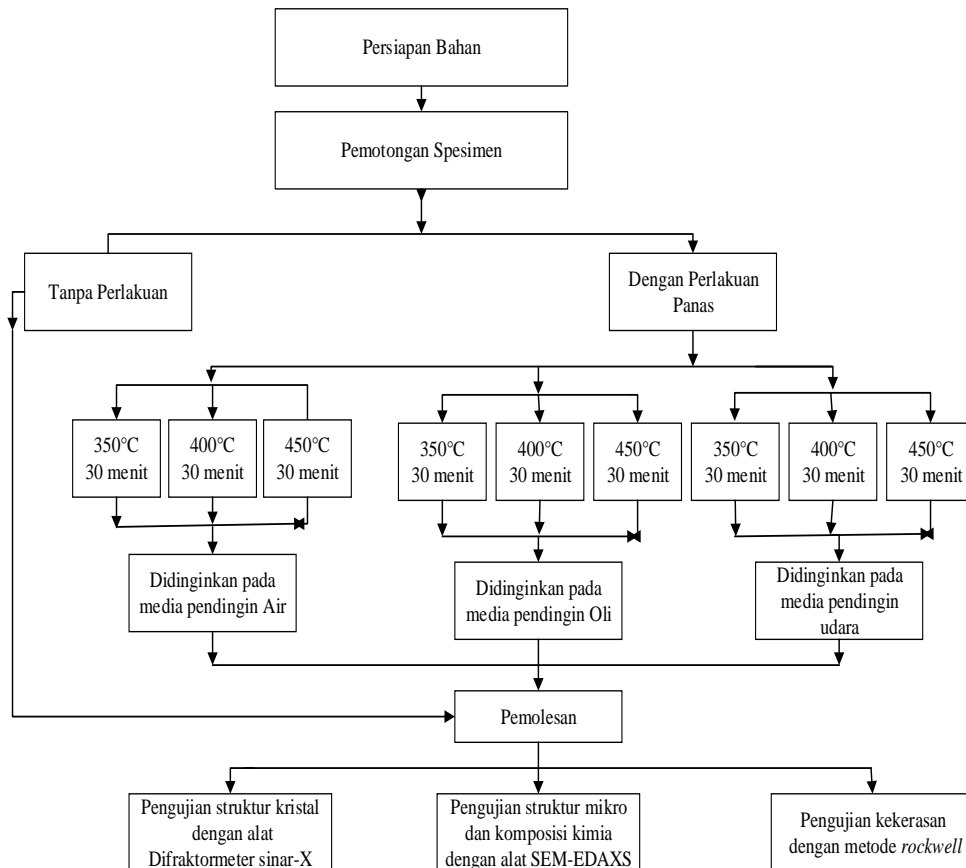 Persiapan Bahan
Pemotongan Spesimen
Tanpa Perlakuan
Dengan Perlakuan
Panas
350°C
30 menit
400°C
30 menit
450°C
30 menit
350°C
30 menit
400°C
30 menit
450°C
30 menit
350°C
30 menit
400°C
30 menit
450°C
30 menit
Didinginkan pada
media pendingin Air
Didinginkan pada
media pendingin Oli
Didinginkan pada
media pendingin
udara
Pemolesan
Pengujian struktur kristal
dengan alat
Difraktormeter sinar-X
Pengujian struktur mikro
dan komposisi kimia
dengan alat SEM-EDAXS
Pengujian kekerasan
dengan metode rockwell